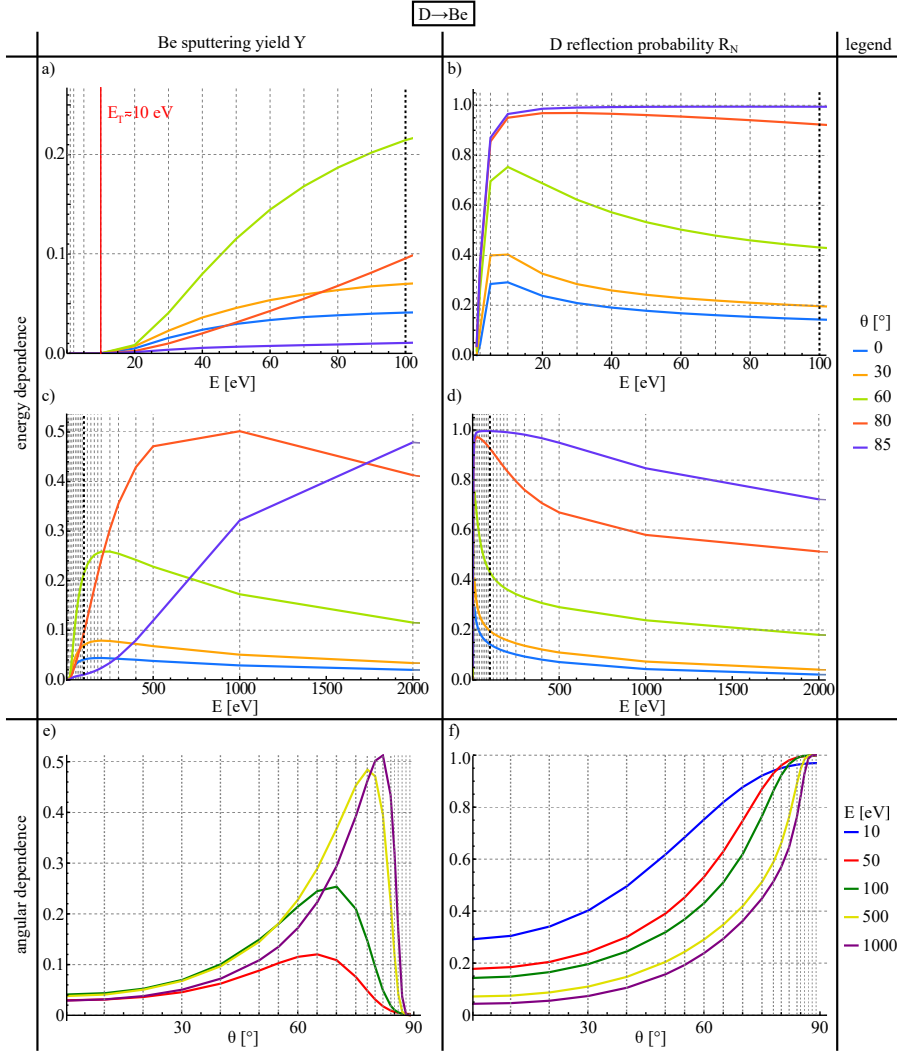 D→Be
Be sputtering yield Y
D reflection probability R_N
legend
a)
E_T≈10 eV
0.2
0.1
0.0
20 40 60 80 100
E [eV]
b)
1.0
0.8
0.6
0.4
0.2
0.0
0 20 40 60 80 100
E [eV]
energy dependence
θ [°]
0
30
60
80
85
c)
0.5
0.4
0.3
0.2
0.1
0.0
500 1000 1500 2000
E [eV]
d)
1.0
0.8
0.6
0.4
0.2
0.0
0 500 1000 1500 2000
E [eV]
e)
0.5
0.4
0.3
0.2
0.1
0
30 60 90
θ [°]
f)
1.0
0.8
0.6
0.4
0.2
0.0
30 60 90
θ [°]
angular dependence
E [eV]
10
50
100
500
1000